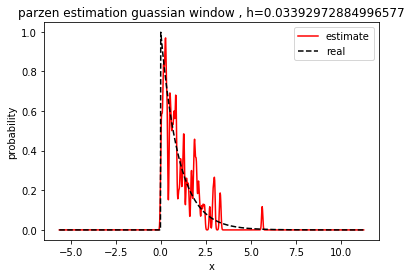 parzen estimation guassian window , h=0.03392972884996577
estimate
real
1.0
0.8
0.6
0.4
0.2
0.0
probability
−5.0
−2.5
0.0
2.5
5.0
7.5
10.0
x